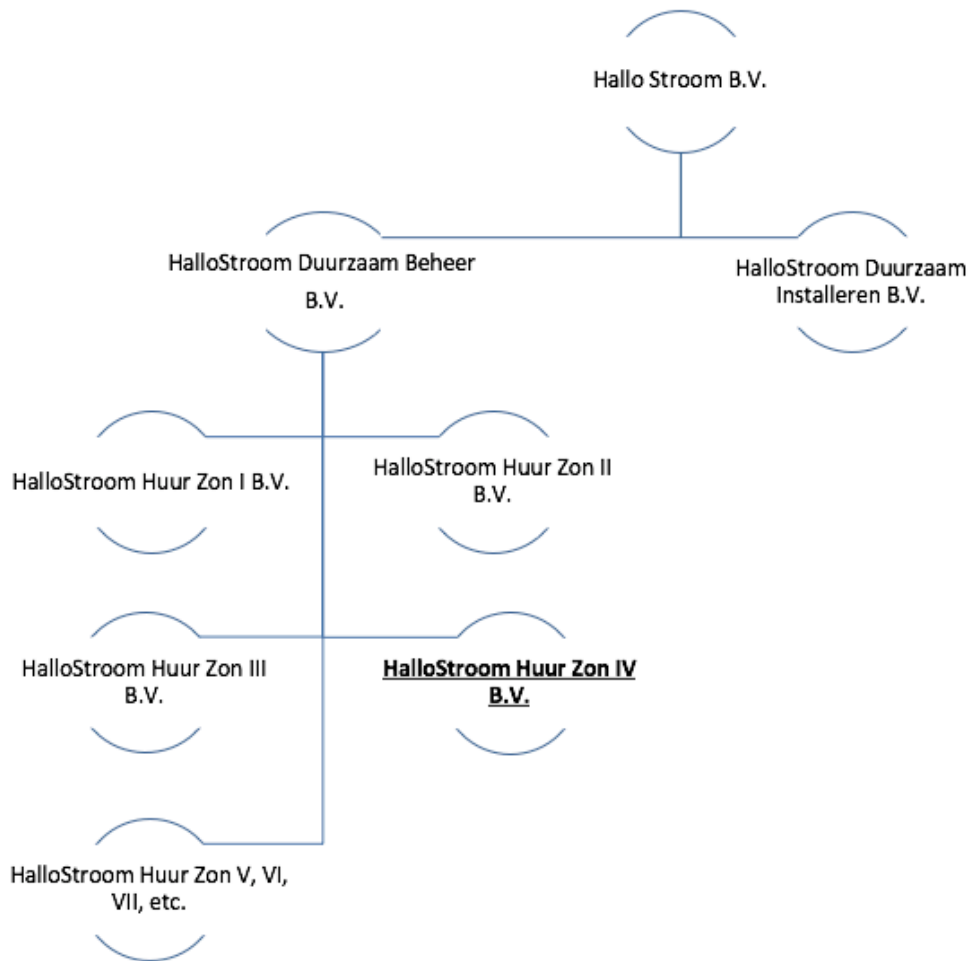 Hallo Stroom B.V.
HalloStroom Duurzaam Beheer
B.V.
HalloStroom Duurzaam
Installeren B.V.
HalloStroom Huur Zon I B.V.
HalloStroom Huur Zon II
B.V.
HalloStroom Huur Zon III
B.V.
HalloStroom Huur Zon IV
B.V.
HalloStroom Huur Zon V, VI,
VII, etc.